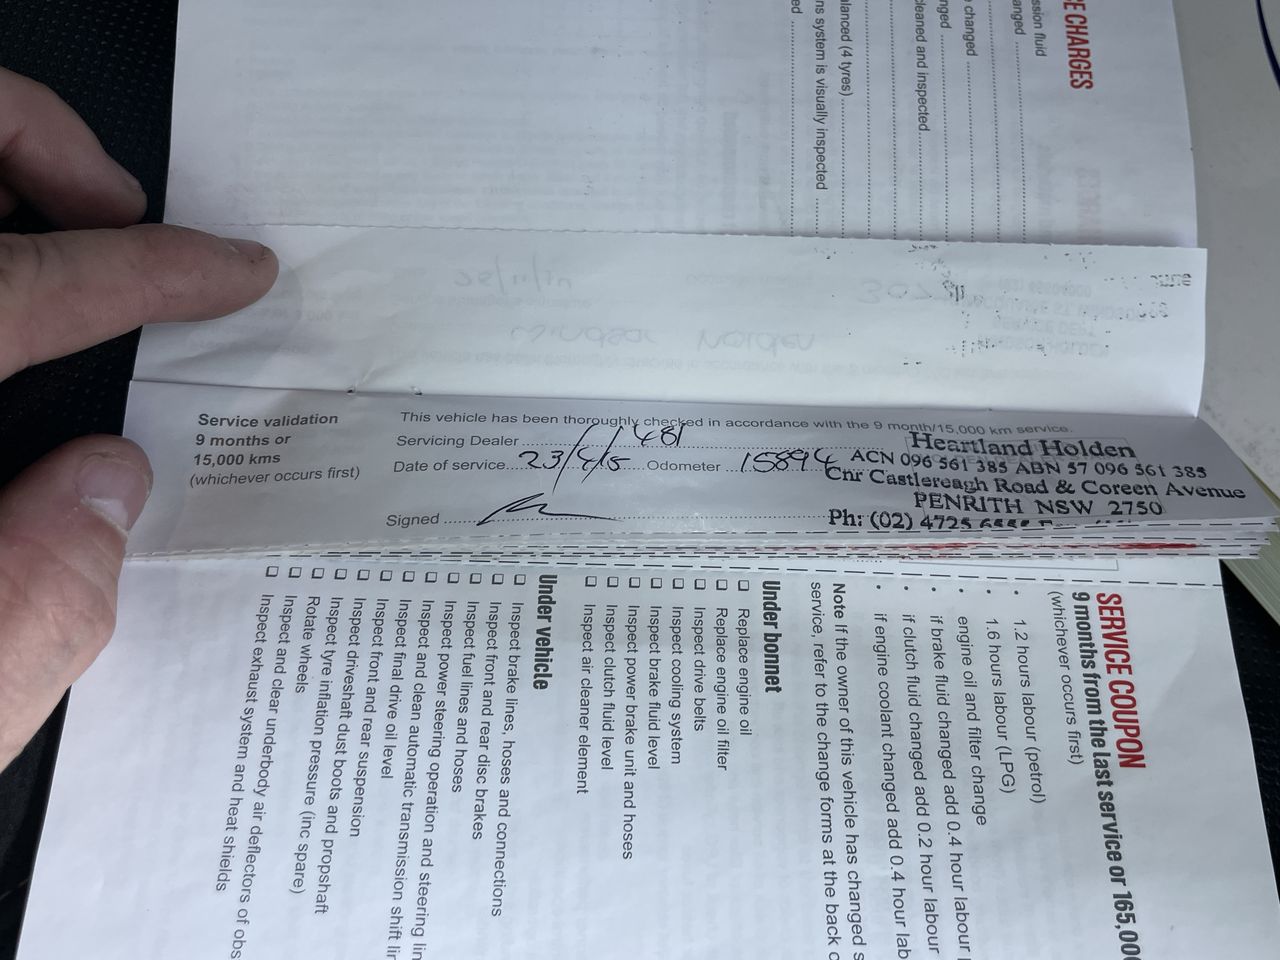 CE CHARGES
ssion fluid
anged
changed
nged
cleaned and inspected
alanced (4 tyres)
ns system is visually inspected
ed
Service validation
9 months or
15,000 kms
(whichever occurs first)
This vehicle has been thoroughly checked in accordance with the 9 month/15,000 km service.
Servicing Dealer
Date of service 23/4/15 Odometer 15894
Signed
Heartland Holden
ACN 096 561 385 ABN 57 096 561 385
Cnr Castlereagh Road & Coreen Avenue
PENRITH NSW 2750
Ph: (02) 4725
SERVICE COUPON
9 months from the last service or 165,00
(whichever occurs first)
• 1.2 hours labour (petrol)
• 1.6 hours labour (LPG)
• engine oil and filter change
• if brake fluid changed add 0.4 hour labour
• if clutch fluid changed add 0.2 hour labour
• if engine coolant changed add 0.4 hour lab
Note If the owner of this vehicle has changed s
service, refer to the change forms at the back o
Under bonnet
❑ Replace engine oil
❑ Replace engine oil filter
❑ Inspect drive belts
❑ Inspect cooling system
❑ Inspect brake fluid level
❑ Inspect power brake unit and hoses
❑ Inspect clutch fluid level
❑ Inspect air cleaner element
Under vehicle
❑ Inspect brake lines, hoses and connections
❑ Inspect front and rear disc brakes
❑ Inspect fuel lines and hoses
❑ Inspect power steering operation and steering lin
❑ Inspect and clean automatic transmission shift lin
❑ Inspect final drive oil level
❑ Inspect front and rear suspension
❑ Inspect driveshaft dust boots and propshaft
❑ Inspect tyre inflation pressure (inc spare)
❑ Rotate wheels
❑ Inspect and clear underbody air deflectors of obs
❑ Inspect exhaust system and heat shields